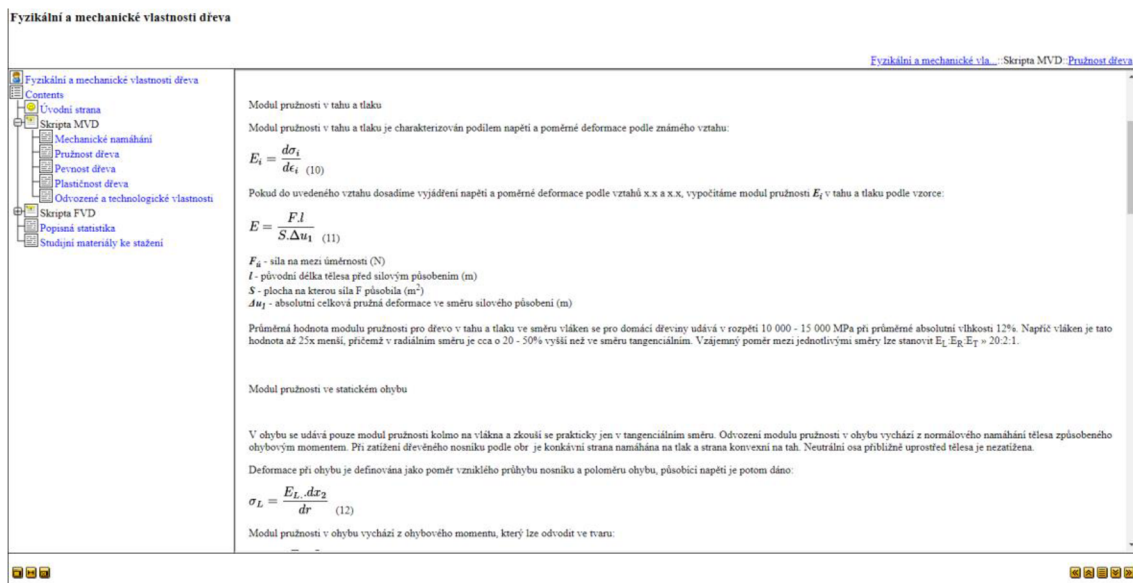 Fyzikální a mechanické vlastnosti dřeva
Fyzikální a mechanické vla...::Skripta MVD::Pružnost dřeva
Fyzikální a mechanické vlastnosti dřeva
Contents
Úvodní strana
Skripta MVD
Mechanické namáhání
Pružnost dřeva
Pevnost dřeva
Plastičnost dřeva
Odvozené a technologické vlastnosti
Skripta FVD
Popisná statistika
Studijní materiály ke stažení
Modul pružnosti v tahu a tlaku
Modul pružnosti v tahu a tlaku je charakterizován podílem napětí a poměrné deformace podle známého vztahu:
E_i = dσ_i / dϵ_i (10)
Pokud do uvedeného vztahu dosadíme vyjádření napětí a poměrné deformace podle vztahů x.x a x.x, vypočítáme modul pružnosti E_i v tahu a tlaku podle vzorce:
E = F.l / S.Δu_1 (11)
F_ú - síla na mezi úměrnosti (N)
l - původní délka tělesa před silovým působením (m)
S - plocha na kterou síla F působila (m²)
Δu_1 - absolutní celková pružná deformace ve směru silového působení (m)
Průměrná hodnota modulu pružnosti pro dřevo v tahu a tlaku ve směru vláken se pro domácí dřeviny udává v rozpětí 10 000 - 15 000 MPa při průměrné absolutní vlhkosti 12%. Napříč vláken je tato
hodnota až 25x menší, přičemž v radiálním směru je cca o 20 - 50% vyšší než ve směru tangenciálním. Vzájemný poměr mezi jednotlivými směry lze stanovit E_L:E_R:E_T » 20:2:1.
Modul pružnosti ve statickém ohybu
V ohybu se udává pouze modul pružnosti kolmo na vlákna a zkouší se prakticky jen v tangenciálním směru. Odvození modulu pružnosti v ohybu vychází z normálového namáhání tělesa způsobeného
ohybovým momentem. Při zatížení dřevěného nosníku podle obr je konkávní strana namáhána na tlak a strana konvexní na tah. Neutrální osa přibližně uprostřed tělesa je nezatížena.
Deformace při ohybu je definována jako poměr vzniklého průhybu nosníku a poloměru ohybu, působící napětí je potom dáno:
σ_L = E_L..dx_2 / dr (12)
Modul pružnosti v ohybu vychází z ohybového momentu, který lze odvodit ve tvaru: